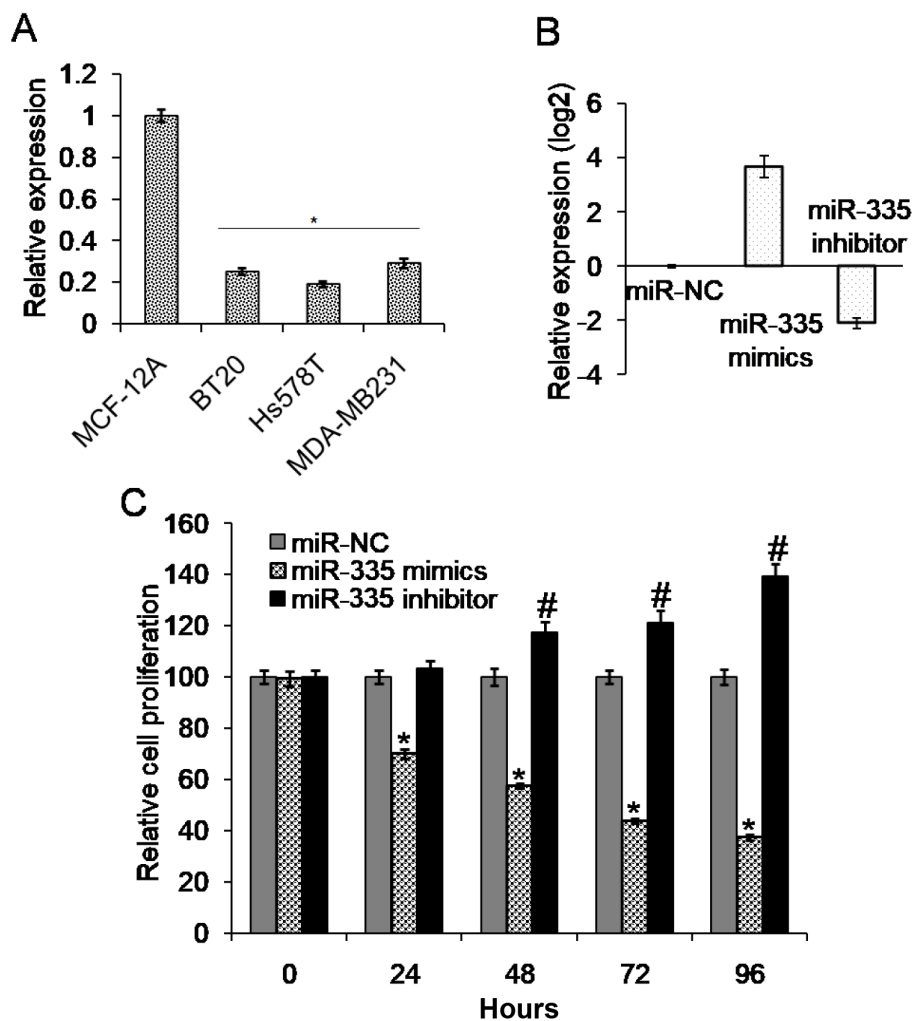 A
Relative expression
1.2
1
0.8
0.6
0.4
0.2
0
*
MCF-12A
BT20
Hs578T
MDA-MB231
B
Relative expression (log2)
6
4
2
0
-2
-4
miR-NC
miR-335
mimics
miR-335
inhibitor
C
Relative cell proliferation
160
140
120
100
80
60
40
20
0
miR-NC
miR-335 mimics
miR-335 inhibitor
*
*
#
*
#
*
#
0
24
48
72
96
Hours